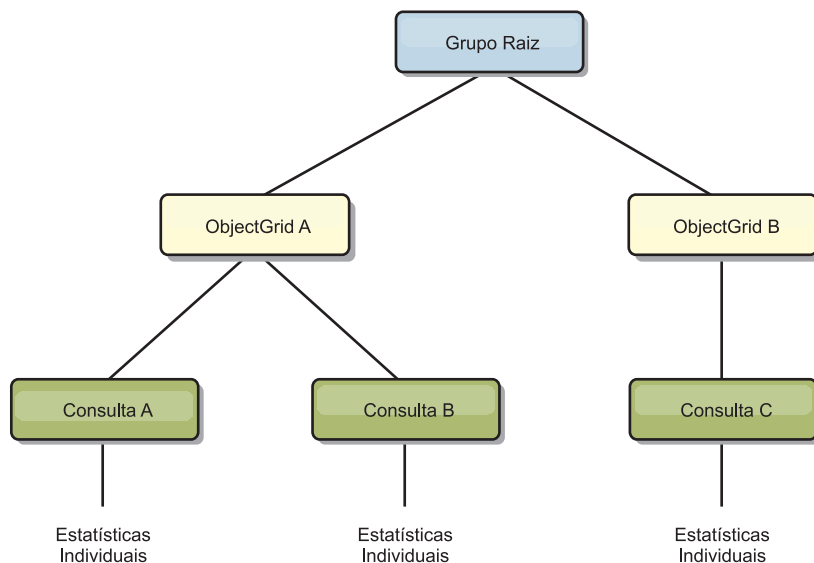 Grupo Raiz
ObjectGrid A
ObjectGrid B
Consulta A
Consulta B
Consulta C
Estatísticas
Individuais
Estatísticas
Individuais
Estatísticas
Individuais